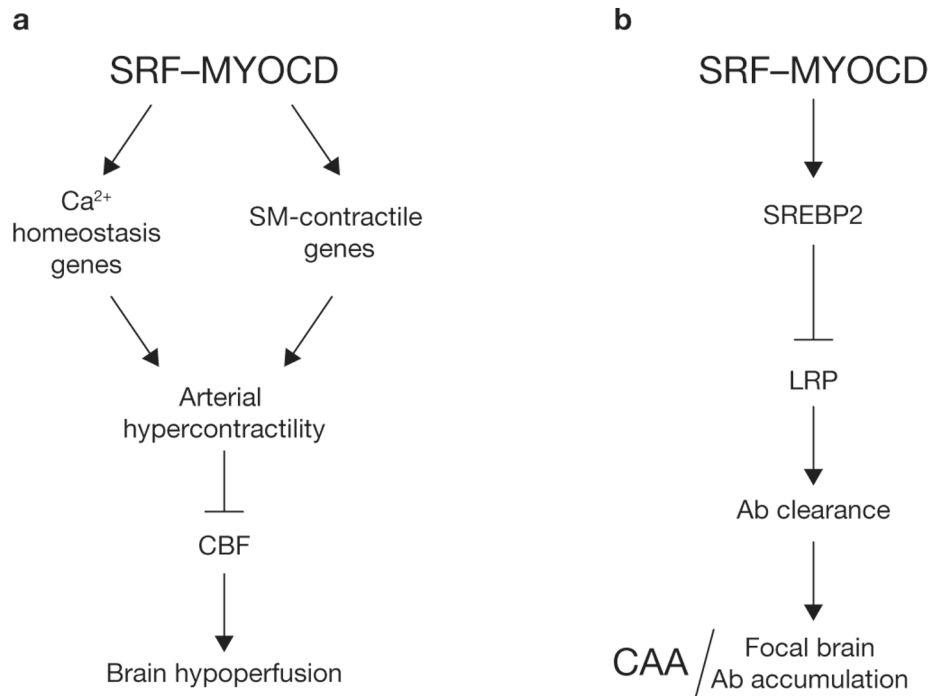 a
SRF–MYOCD
Ca²⁺
homeostasis
genes
SM-contractile
genes
Arterial
hypercontractility
CBF
Brain hypoperfusion
b
SRF–MYOCD
SREBP2
LRP
Ab clearance
CAA
Focal brain
Ab accumulation